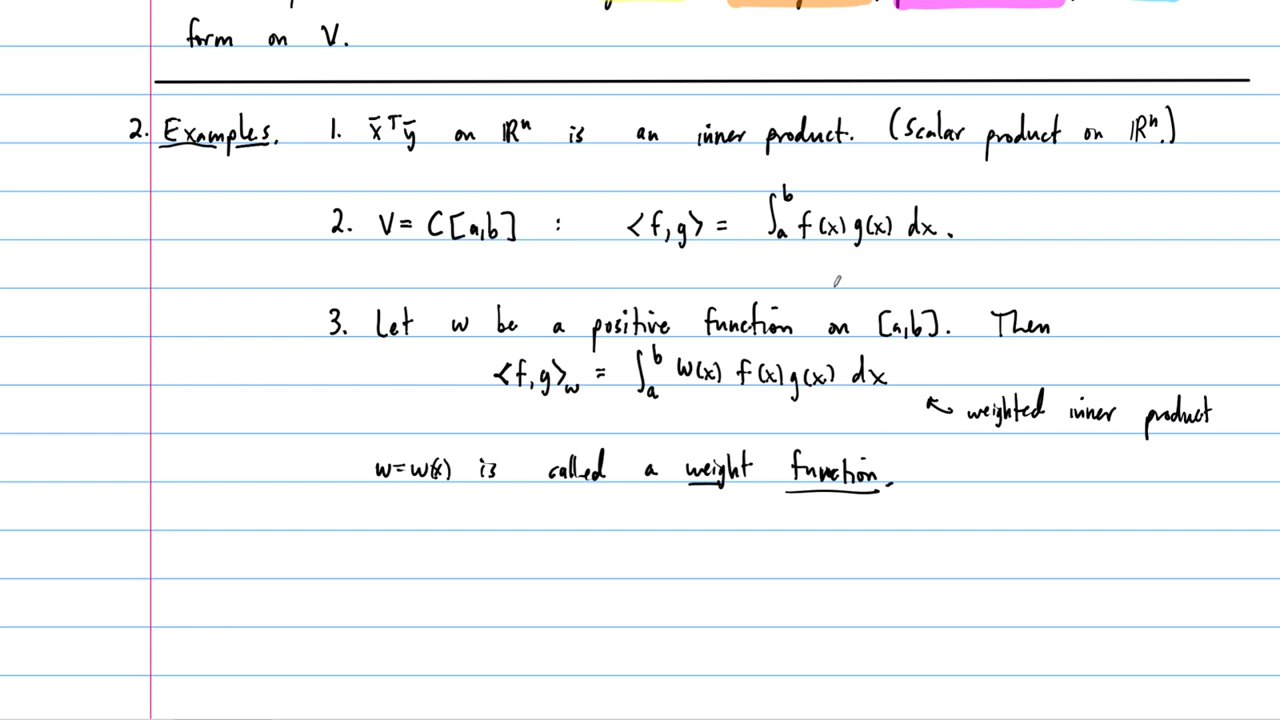 form on V.
2. Examples. 1. x̄ᵀȳ on ℝⁿ is an inner product. (Scalar product on ℝⁿ.)
2. V = C[a,b] : <f,g> = ∫ₐᵇ f(x)g(x) dx.
3. Let w be a positive function on [a,b]. Then
<f,g>_w = ∫ₐᵇ w(x) f(x)g(x) dx
↖ weighted inner product
w=w(x) is called a weight function.